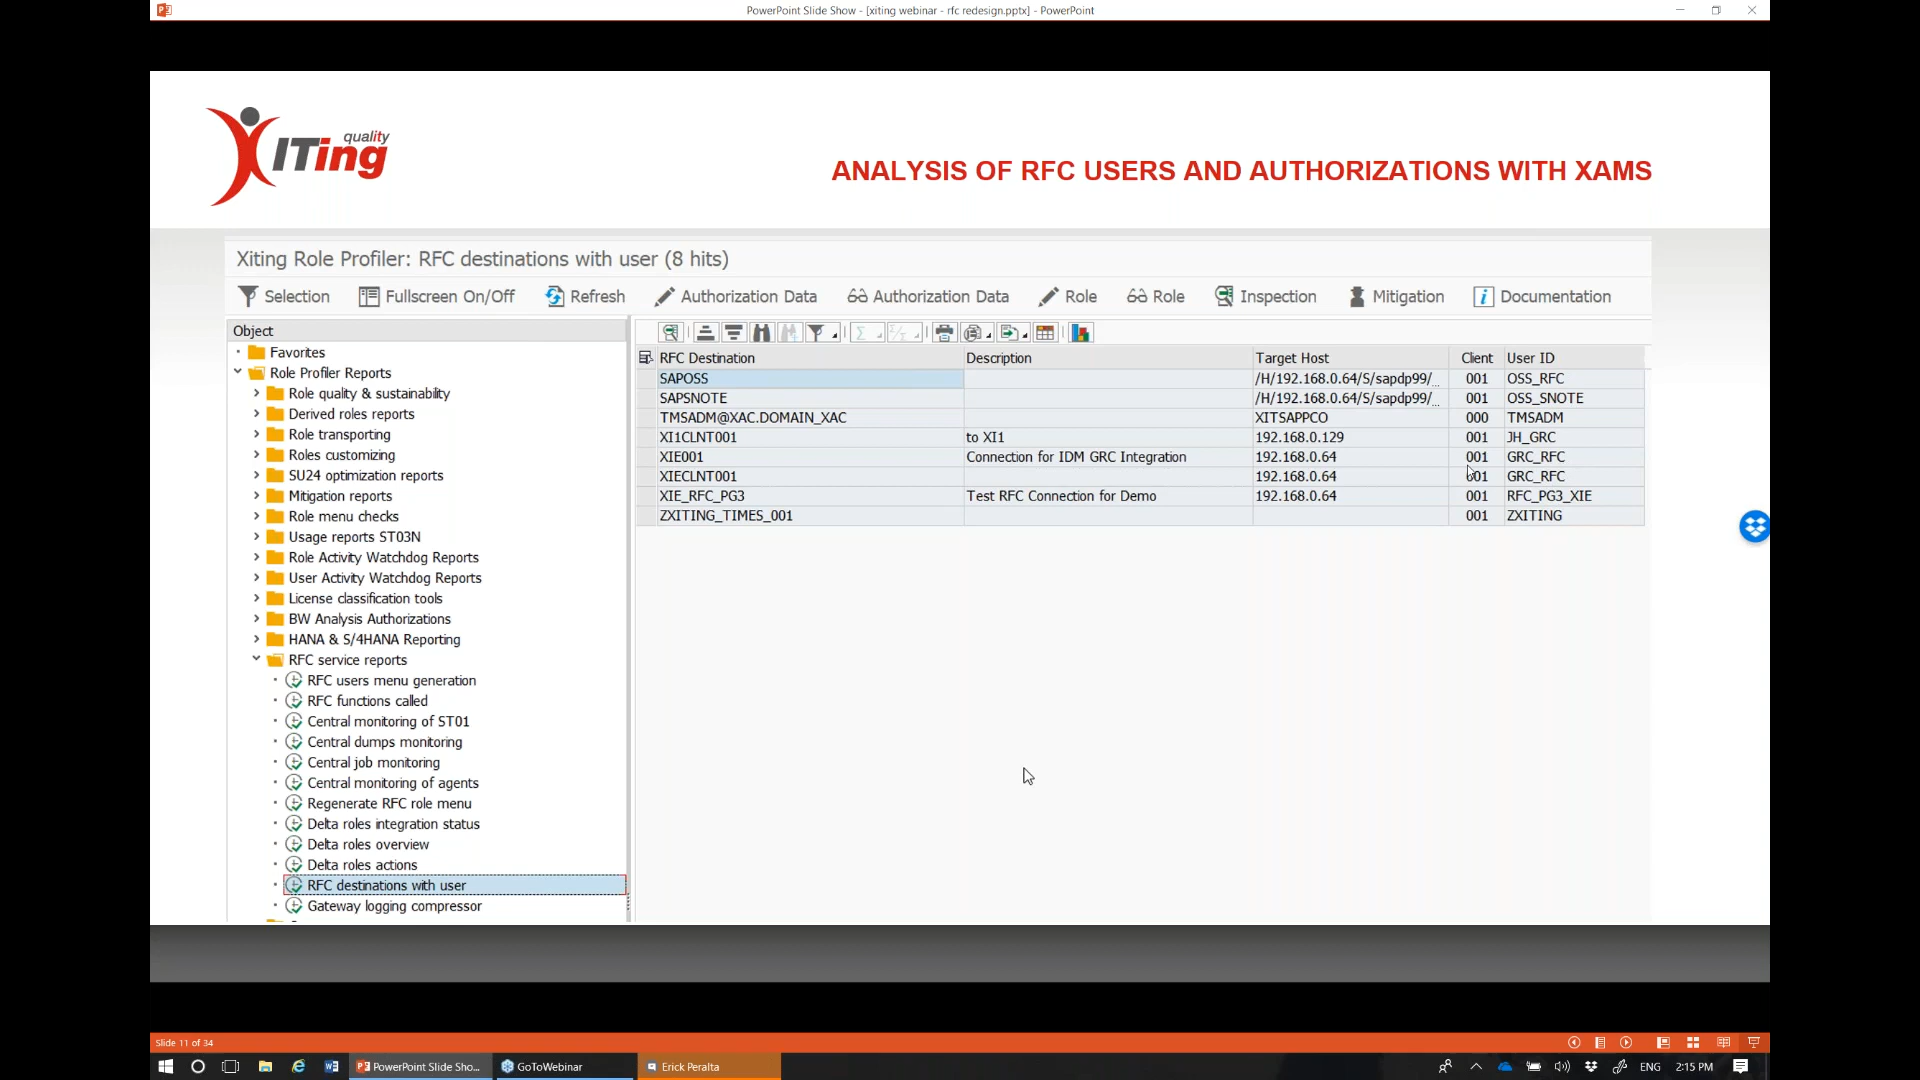 PowerPoint Slide Show - [xiting webinar - rfc redesign.pptx] - PowerPoint
XITing
quality
ANALYSIS OF RFC USERS AND AUTHORIZATIONS WITH XAMS
Xiting Role Profiler: RFC destinations with user (8 hits)
Selection Fullscreen On/Off Refresh Authorization Data Authorization Data Role Role Inspection Mitigation Documentation
Object
Favorites
Role Profiler Reports
Role quality & sustainability
Derived roles reports
Role transporting
Roles customizing
SU24 optimization reports
Mitigation reports
Role menu checks
Usage reports ST03N
Role Activity Watchdog Reports
User Activity Watchdog Reports
License classification tools
BW Analysis Authorizations
HANA & S/4HANA Reporting
RFC service reports
RFC users menu generation
RFC functions called
Central monitoring of ST01
Central dumps monitoring
Central job monitoring
Central monitoring of agents
Regenerate RFC role menu
Delta roles integration status
Delta roles overview
Delta roles actions
RFC destinations with user
Gateway logging compressor
RFC Destination Description Target Host Client User ID
SAPOSS /H/192.168.0.64/S/sapdp99/... 001 OSS_RFC
SAPSNOTE /H/192.168.0.64/S/sapdp99/... 001 OSS_SNOTE
TMSADM@XAC.DOMAIN_XAC XITSAPPCO 000 TMSADM
XI1CLNT001 to XI1 192.168.0.129 001 JH_GRC
XIE001 Connection for IDM GRC Integration 192.168.0.64 001 GRC_RFC
XIECLNT001 192.168.0.64 001 GRC_RFC
XIE_RFC_PG3 Test RFC Connection for Demo 192.168.0.64 001 RFC_PG3_XIE
ZXITING_TIMES_001 001 ZXITING
Slide 11 of 34
PowerPoint Slide Sho... GoToWebinar Erick Peralta ENG 2:15 PM